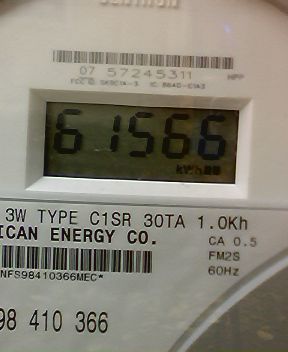 07 57245311
61566
kWh
3W TYPE C1SR 30TA 1.0Kh
ICAN ENERGY CO.
CA 0.5
FM2S
60Hz
NFS98410366MEC*
98 410 366